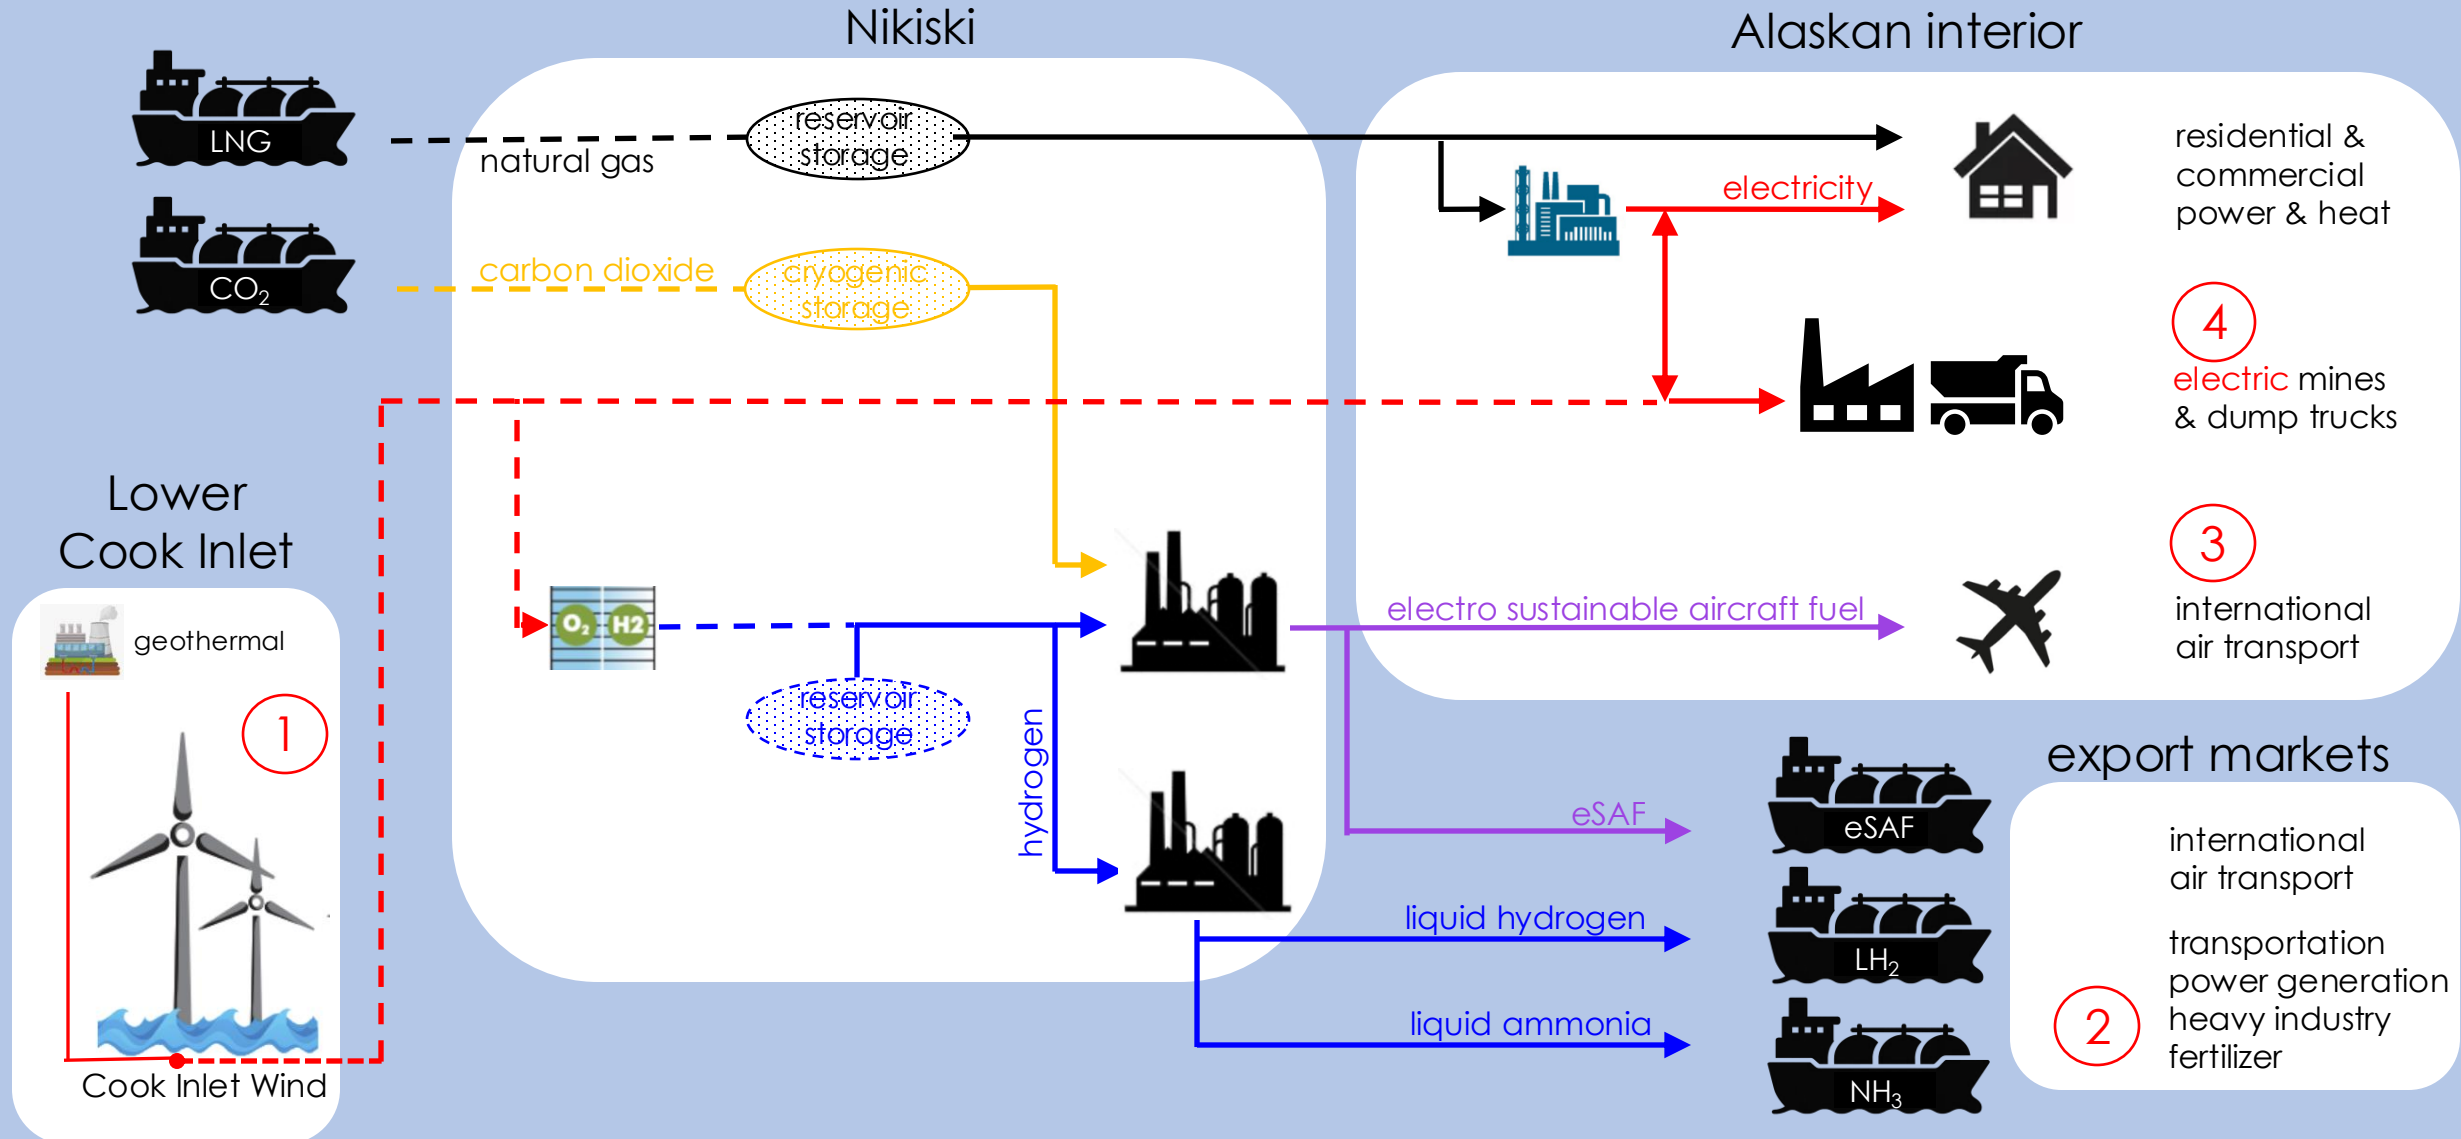 Nikiski
Alaskan interior
LNG
natural gas
reservoir
storage
residential &
commercial
power & heat
electricity
CO₂
carbon dioxide
cryogenic
storage
4
electric mines
& dump trucks
Lower
Cook Inlet
geothermal
1
Cook Inlet Wind
O₂ H2
reservoir
storage
hydrogen
electro sustainable aircraft fuel
3
international
air transport
export markets
eSAF
eSAF
international
air transport
liquid hydrogen
LH₂
liquid ammonia
NH₃
2
transportation
power generation
heavy industry
fertilizer